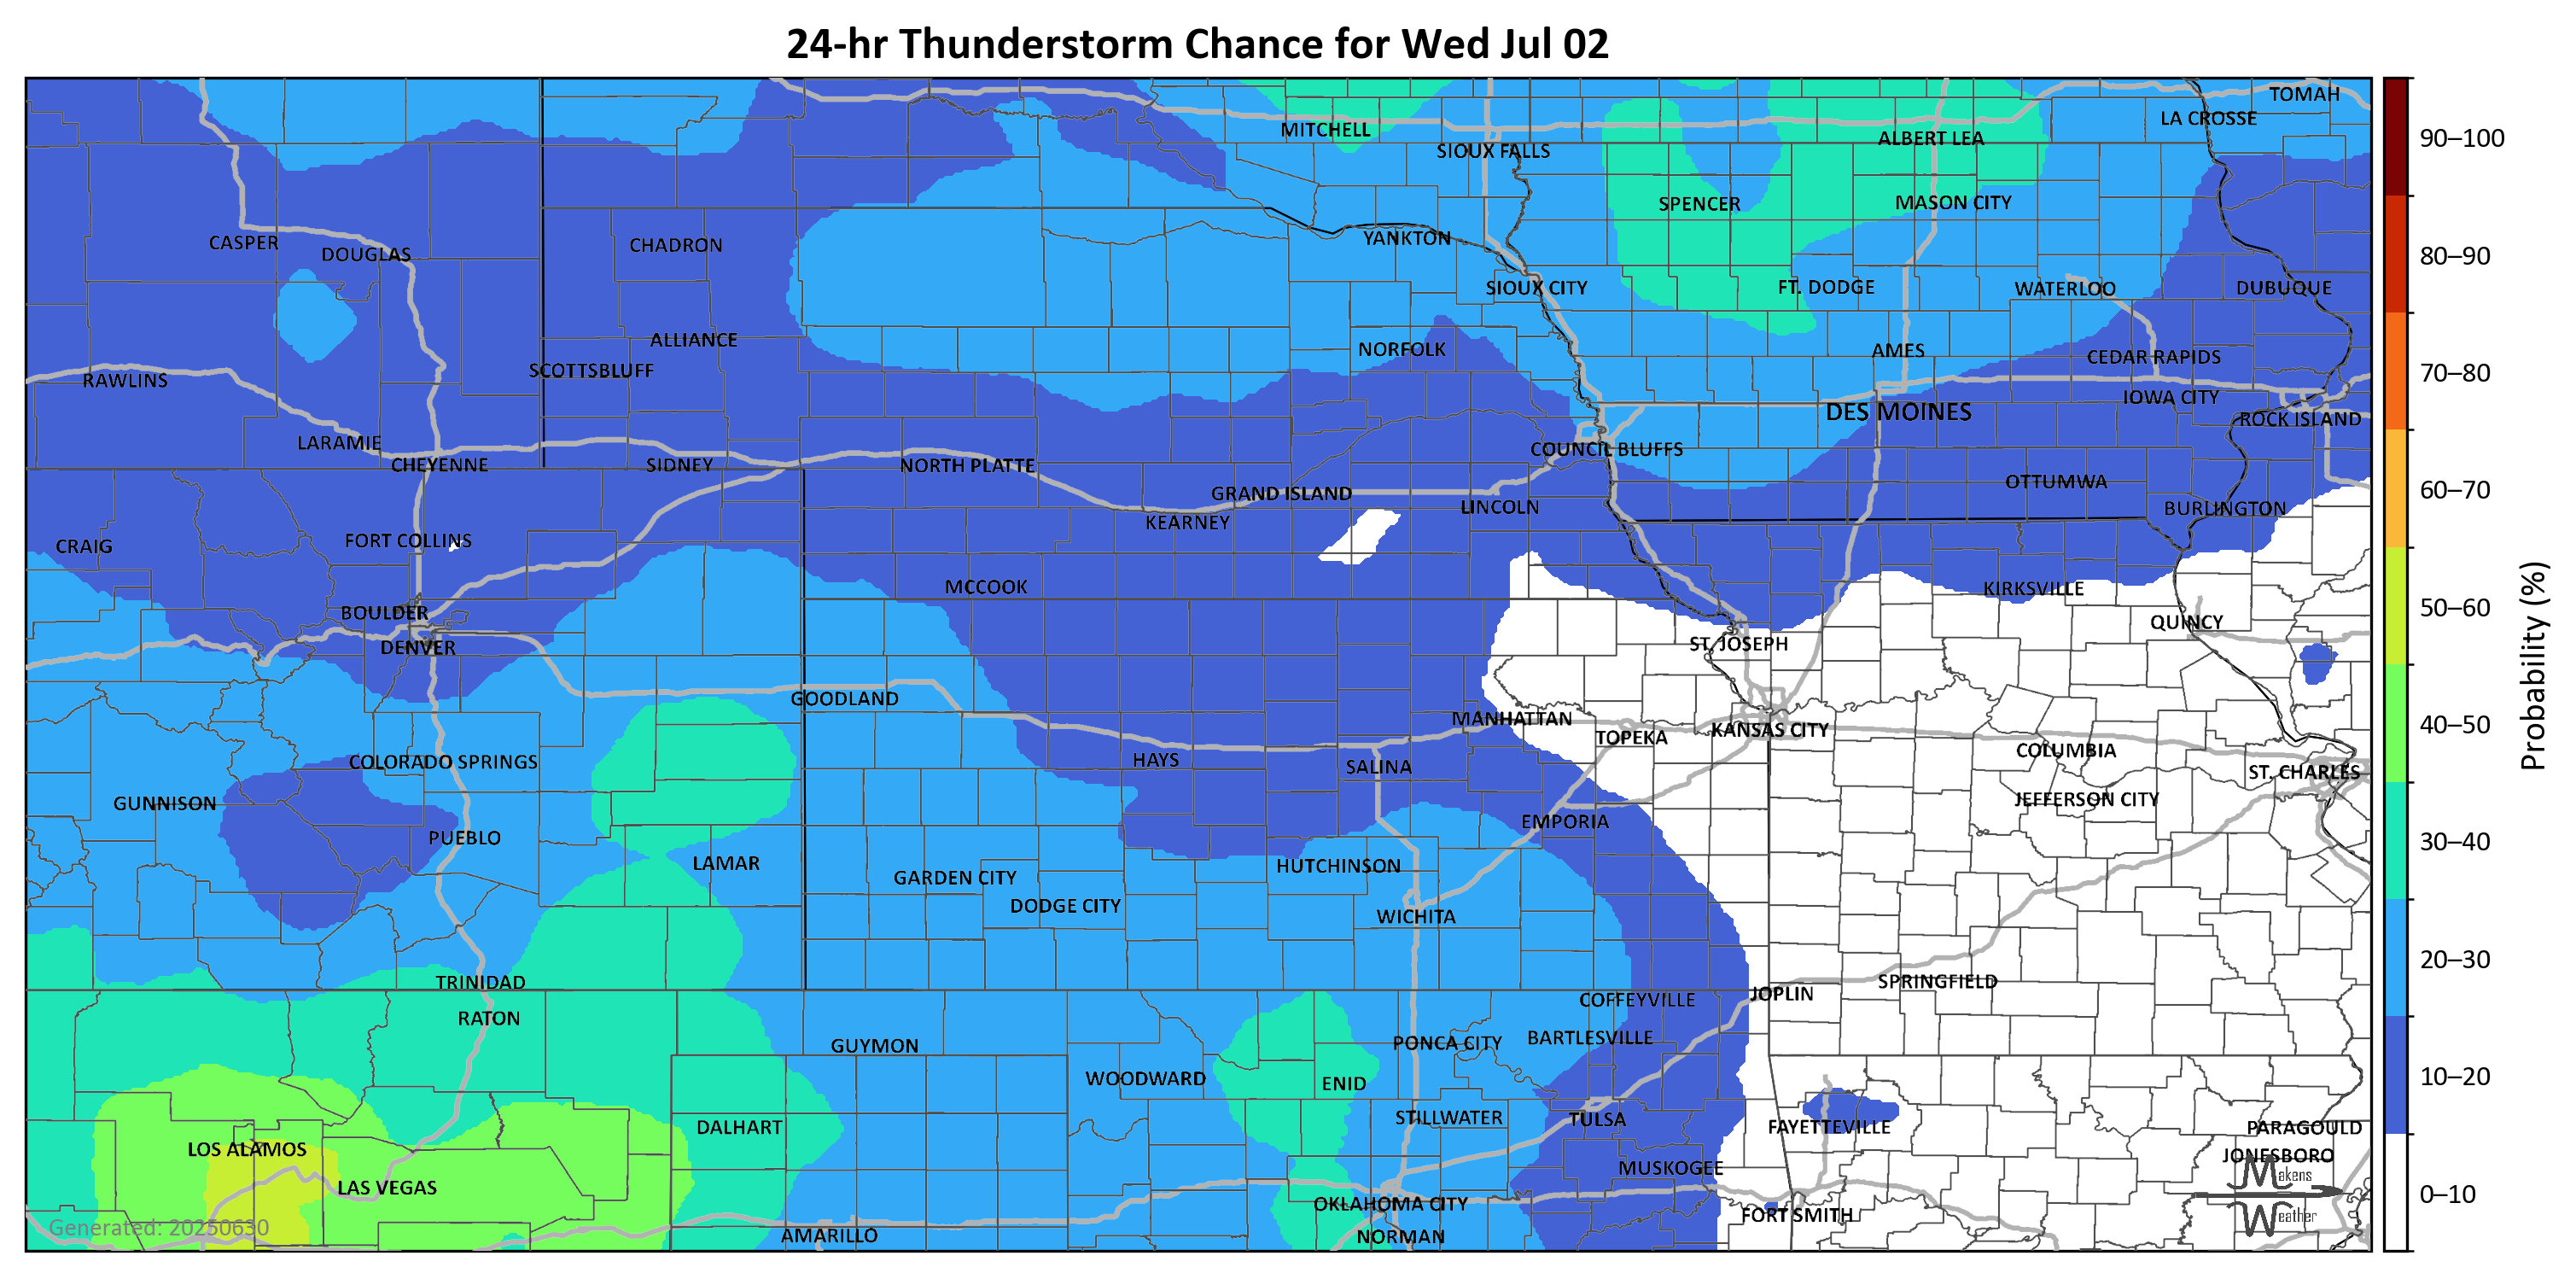 24-hr Thunderstorm Chance for Wed Jul 02
TOMAH
LA CROSSE
MITCHELL
ALBERT LEA
SIOUX FALLS
SPENCER
MASON CITY
YANKTON
CASPER
DOUGLAS
CHADRON
SIOUX CITY
FT. DODGE
WATERLOO
DUBUQUE
ALLIANCE
NORFOLK
AMES
CEDAR RAPIDS
SCOTTSBLUFF
RAWLINS
IOWA CITY
DES MOINES
ROCK ISLAND
LARAMIE
COUNCIL BLUFFS
CHEYENNE
SIDNEY
NORTH PLATTE
OTTUMWA
GRAND ISLAND
LINCOLN
BURLINGTON
KEARNEY
CRAIG
FORT COLLINS
MCCOOK
KIRKSVILLE
BOULDER
QUINCY
DENVER
ST. JOSEPH
GOODLAND
MANHATTAN
KANSAS CITY
TOPEKA
COLUMBIA
COLORADO SPRINGS
HAYS
SALINA
ST. CHARLES
GUNNISON
JEFFERSON CITY
EMPORIA
PUEBLO
LAMAR
HUTCHINSON
GARDEN CITY
DODGE CITY
WICHITA
TRINIDAD
SPRINGFIELD
JOPLIN
COFFEYVILLE
RATON
BARTLESVILLE
PONCA CITY
GUYMON
WOODWARD
ENID
STILLWATER
TULSA
DALHART
FAYETTEVILLE
PARAGOULD
LOS ALAMOS
JONESBORO
MUSKOGEE
LAS VEGAS
OKLAHOMA CITY
FORT SMITH
AMARILLO
NORMAN
Generated: 20250630
Makens
Weather
90–100
80–90
70–80
60–70
50–60
40–50
30–40
20–30
10–20
0–10
Probability (%)